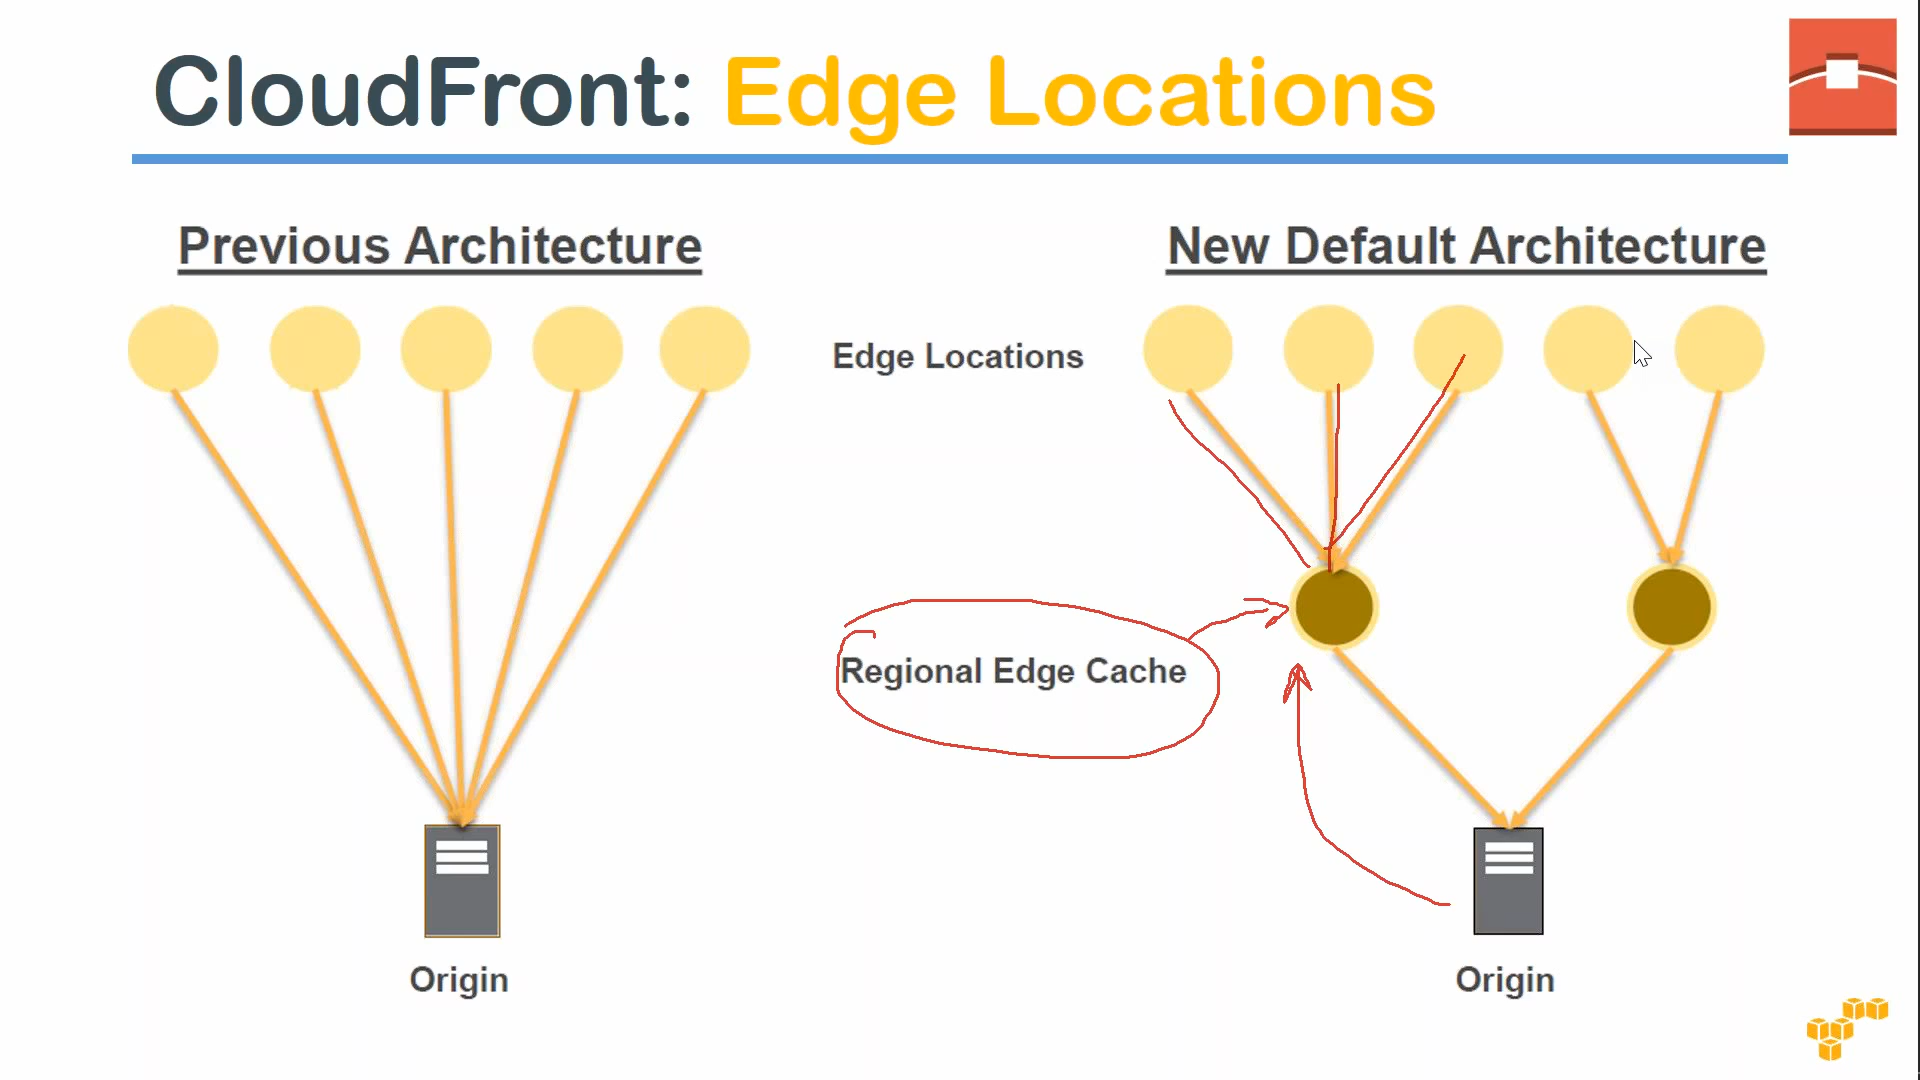 CloudFront: Edge Locations
Previous Architecture
New Default Architecture
Edge Locations
Regional Edge Cache
Origin
Origin